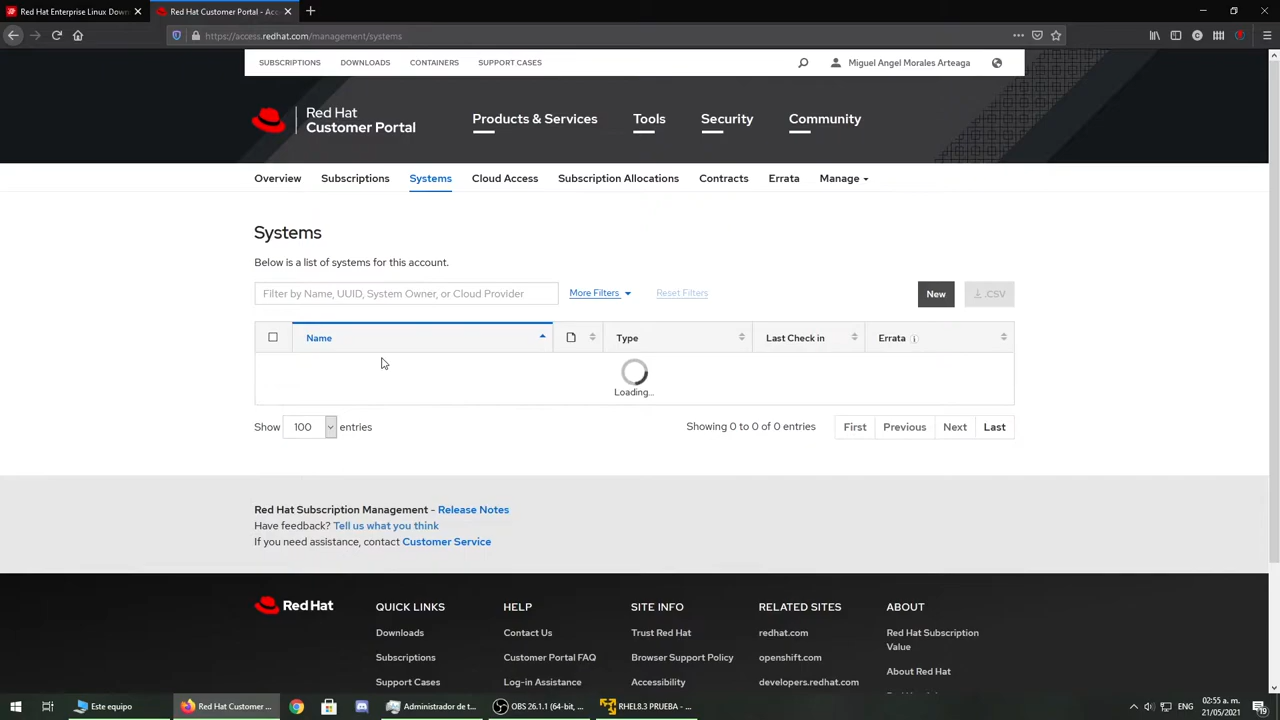 Red Hat Enterprise Linux Down
Red Hat Customer Portal - Acc
https://access.redhat.com/management/systems
SUBSCRIPTIONS DOWNLOADS CONTAINERS SUPPORT CASES Miguel Angel Morales Arteaga
Red Hat
Customer Portal
Products & Services Tools Security Community
Overview Subscriptions Systems Cloud Access Subscription Allocations Contracts Errata Manage
Systems
Below is a list of systems for this account.
Filter by Name, UUID, System Owner, or Cloud Provider More Filters Reset Filters New .CSV
Name Type Last Check in Errata
Loading...
Show 100 entries Showing 0 to 0 of 0 entries First Previous Next Last
Red Hat Subscription Management - Release Notes
Have feedback? Tell us what you think
If you need assistance, contact Customer Service
Red Hat QUICK LINKS HELP SITE INFO RELATED SITES ABOUT
Downloads Contact Us Trust Red Hat redhat.com Red Hat Subscription
Value
Subscriptions Customer Portal FAQ Browser Support Policy openshift.com About Red Hat
Support Cases Log-in Assistance Accessibility developers.redhat.com
Este equipo Red Hat Customer ... Administrador de t... OBS 26.1.1 (64-bit, ... RHEL8.3 PRUEBA - ... ENG 02:55 a. m.
21/05/2021